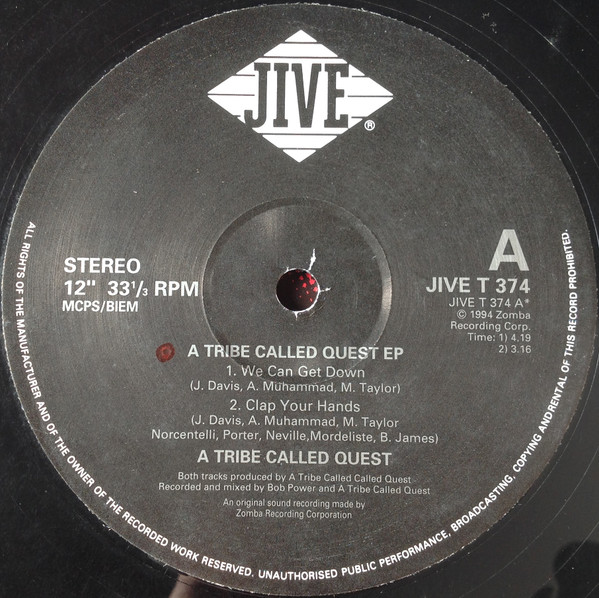 JIVE
®
STEREO
12" 33 1/3 RPM
MCPS/BIEM
A
JIVE T 374
JIVE T 374 A*
© 1994 Zomba
Recording Corp.
Time: 1) 4.19
2) 3.16
A TRIBE CALLED QUEST EP
1. We Can Get Down
(J. Davis, A. Muhammad, M. Taylor)
2. Clap Your Hands
(J. Davis, A. Muhammad, M. Taylor
Norcentelli, Porter, Neville,Mordeliste, B. James)
A TRIBE CALLED QUEST
Both tracks produced by A Tribe Called Called Quest
Recorded and mixed by Bob Power and A Tribe Called Quest
An original sound recording made by
Zomba Recording Corporation
ALL RIGHTS OF THE MANUFACTURER AND OF THE OWNER OF THE RECORDED WORK RESERVED. UNAUTHORISED PUBLIC PERFORMANCE, BROADCASTING, COPYING ANDRENTAL OF THIS RECORD PROHIBITED.